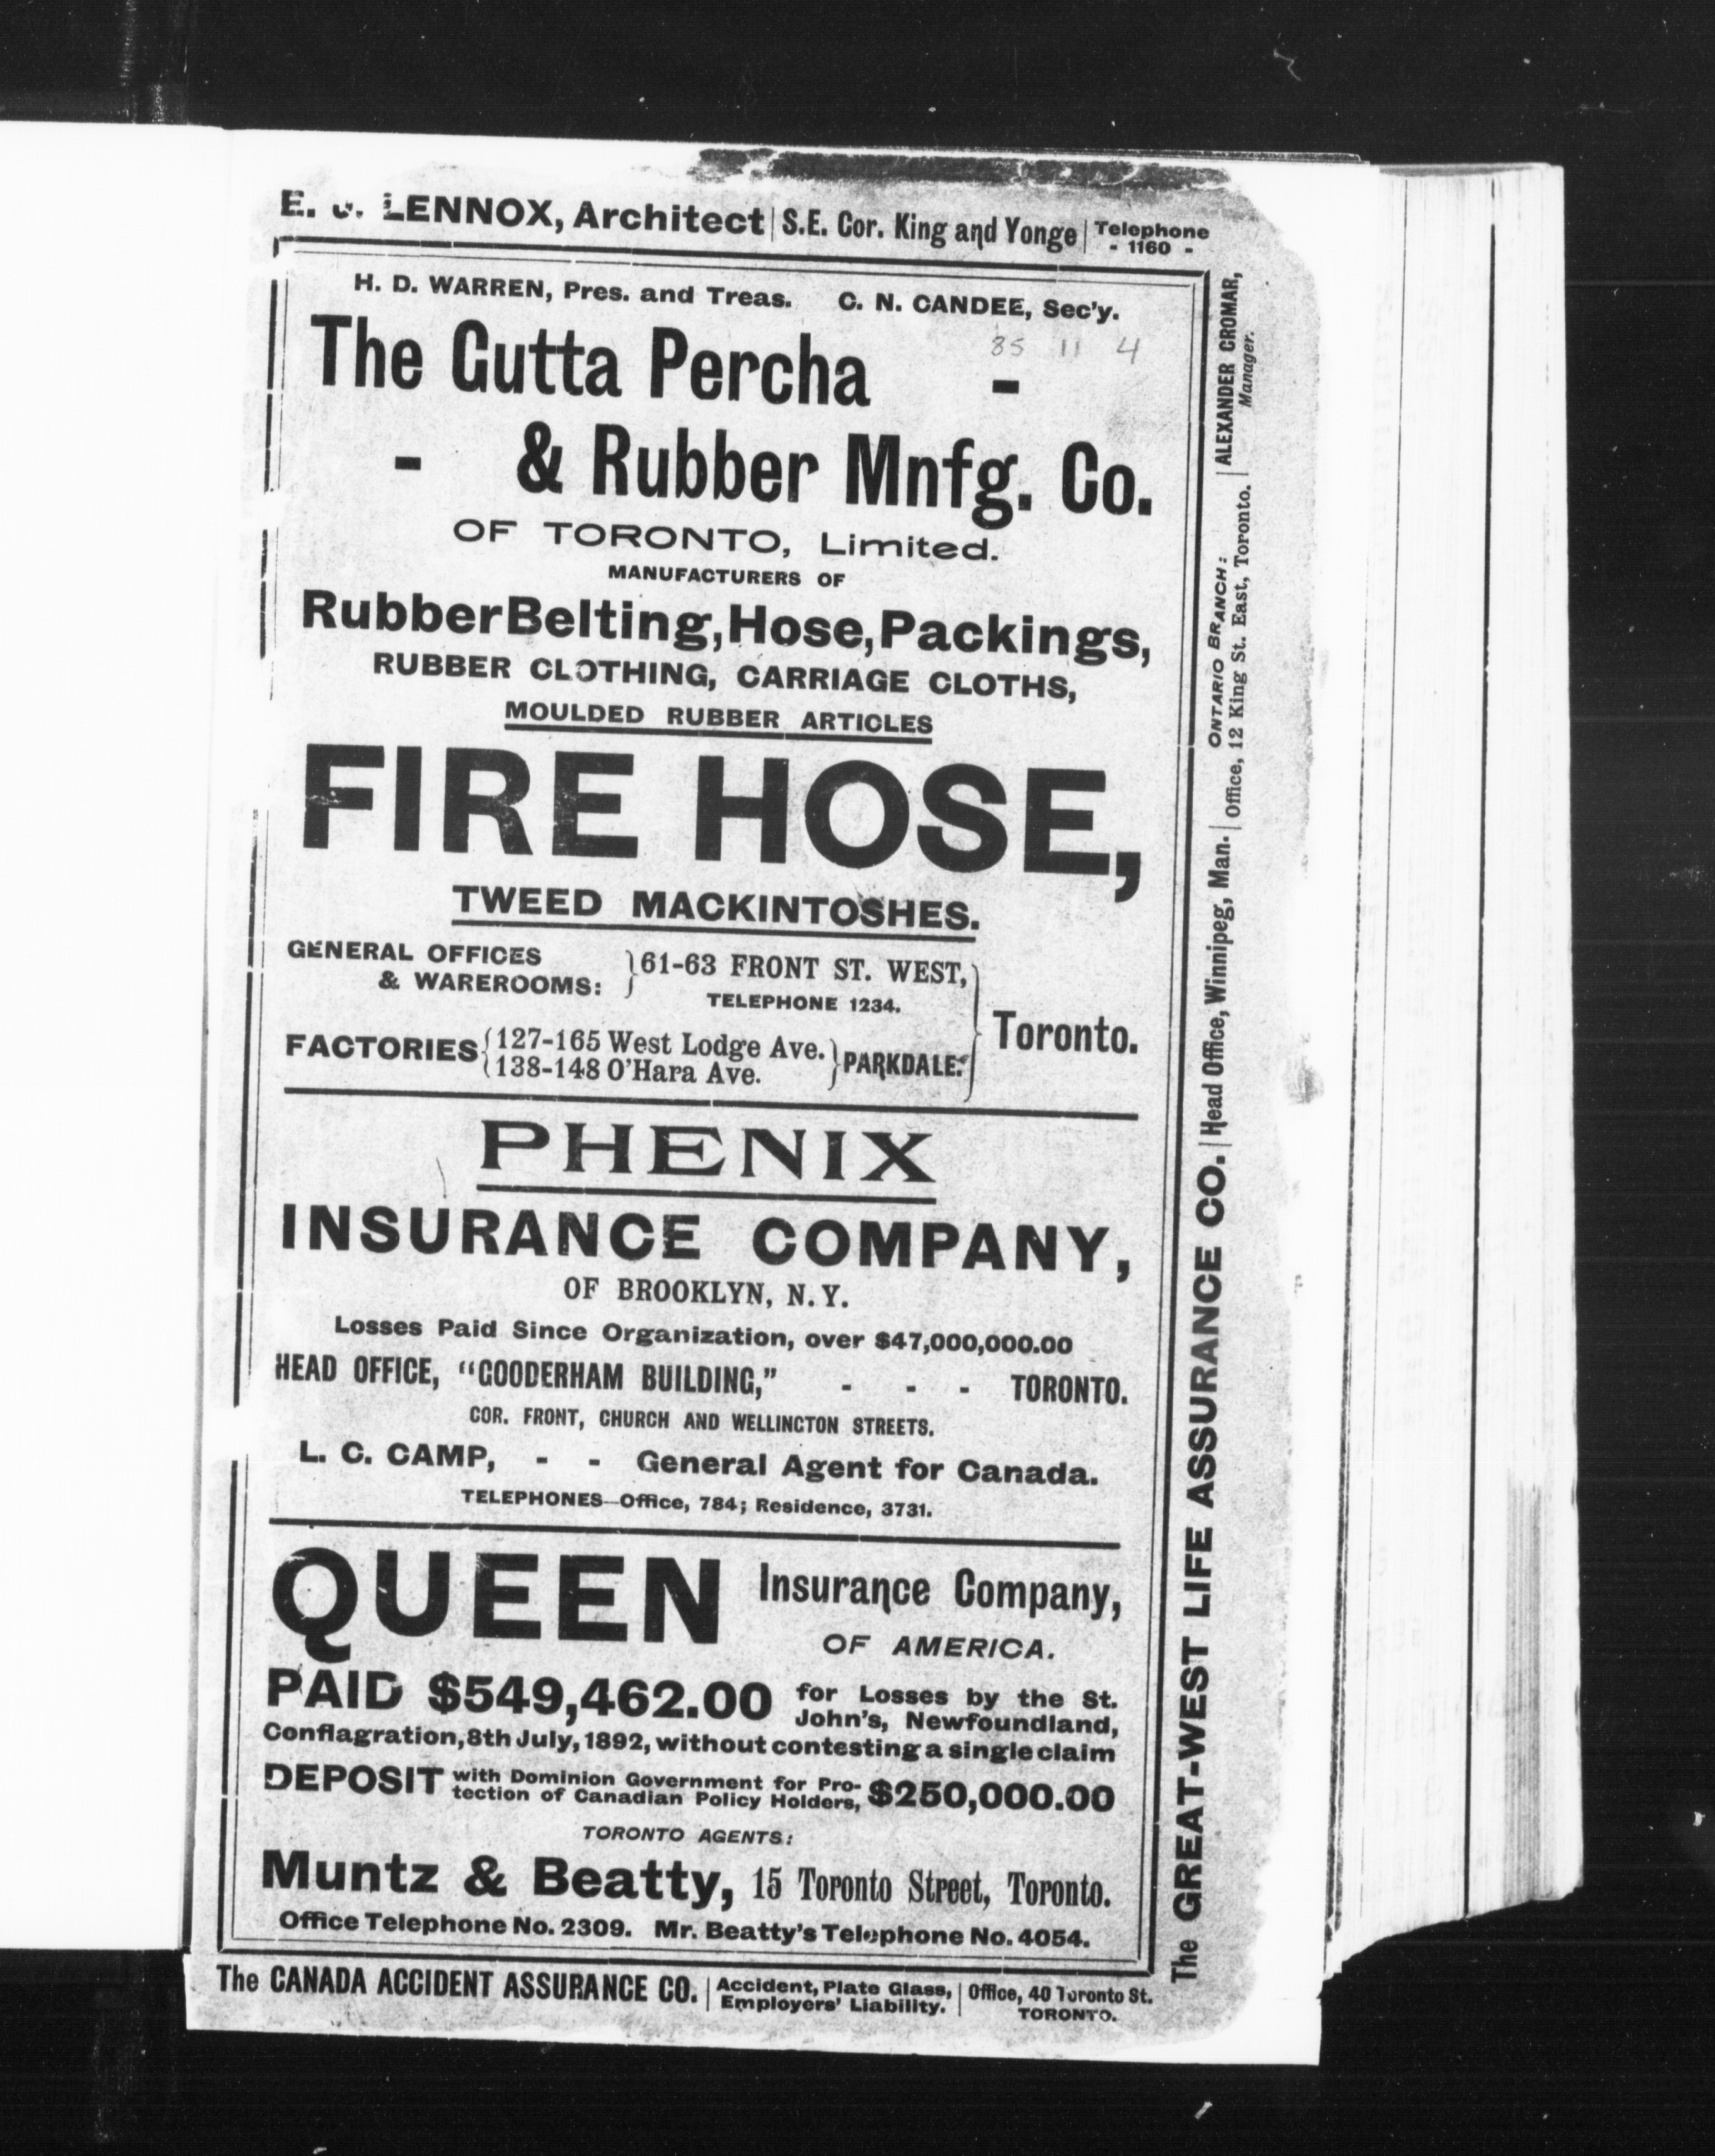 E. J. LENNOX, Architect | S.E. Cor. King and Yonge | Telephone - 1160 -
H. D. WARREN, Pres. and Treas. C. N. CANDEE, Sec'y.
85 11 4
The Gutta Percha -
- & Rubber Mnfg. Co.
OF TORONTO, Limited.
MANUFACTURERS OF
Rubber Belting, Hose, Packings,
RUBBER CLOTHING, CARRIAGE CLOTHS,
MOULDED RUBBER ARTICLES
FIRE HOSE,
TWEED MACKINTOSHES.
GENERAL OFFICES
& WAREROOMS:
61-63 FRONT ST. WEST,
TELEPHONE 1234.
FACTORIES
127-165 West Lodge Ave.
138-148 O'Hara Ave.
PARKDALE.
Toronto.
PHENIX
INSURANCE COMPANY,
OF BROOKLYN, N.Y.
Losses Paid Since Organization, over $47,000,000.00
HEAD OFFICE, "GOODERHAM BUILDING," - - - TORONTO.
COR. FRONT, CHURCH AND WELLINGTON STREETS.
L. C. CAMP, - - General Agent for Canada.
TELEPHONES—Office, 784; Residence, 3731.
QUEEN Insurance Company,
OF AMERICA.
PAID $549,462.00 for Losses by the St.
John's, Newfoundland,
Conflagration, 8th July, 1892, without contesting a single claim
DEPOSIT with Dominion Government for Pro-
tection of Canadian Policy Holders, $250,000.00
TORONTO AGENTS:
Muntz & Beatty, 15 Toronto Street, Toronto.
Office Telephone No. 2309. Mr. Beatty's Telephone No. 4054.
The CANADA ACCIDENT ASSURANCE CO. | Accident, Plate Glass,
Employers' Liability. | Office, 40 Toronto St.
TORONTO.
The GREAT-WEST LIFE ASSURANCE CO. | Head Office, Winnipeg, Man. | ONTARIO BRANCH:
Office, 12 King St. East, Toronto. | ALEXANDER CROMAR,
Manager.